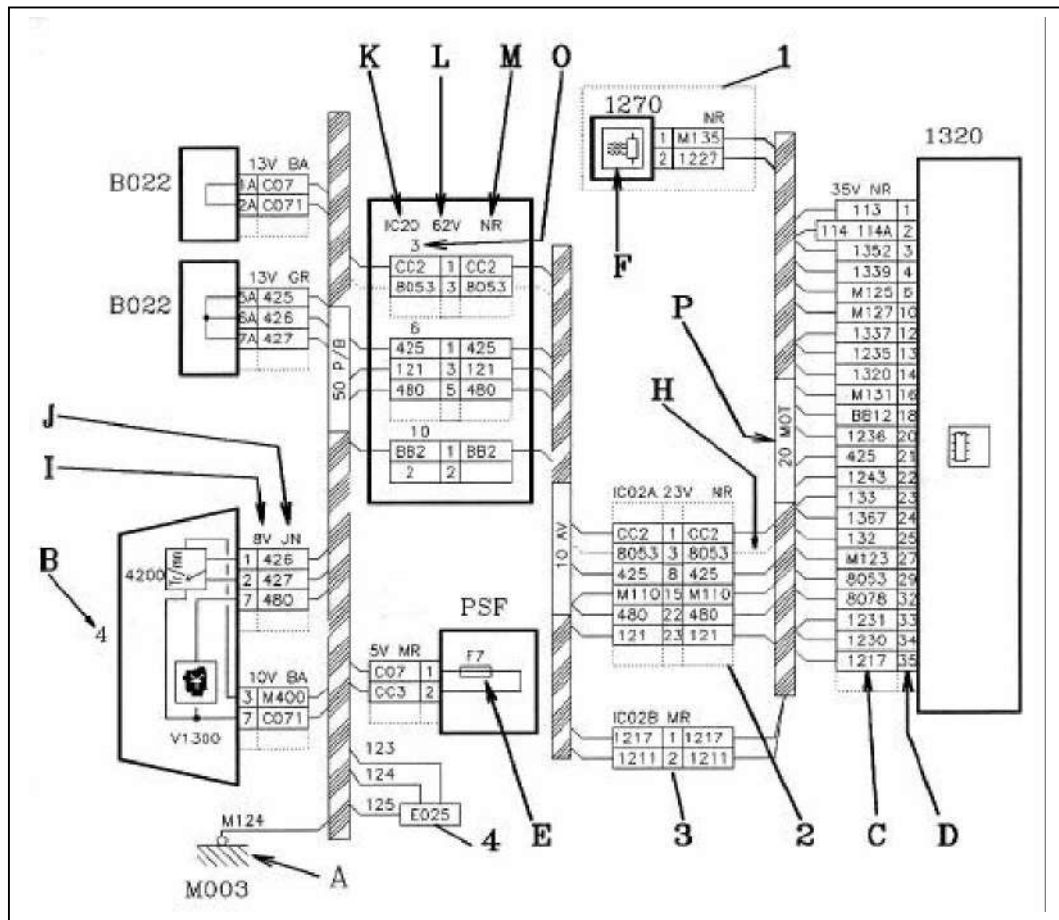 K L M O 1
1270
NR
1 M135
2 1227
1320
B022
13V BA
1A C07
2A C071
IC20 62V NR
3
CC2 1 CC2
8053 3 8053
F
35V NR
113 1
114 114A 2
1352 3
1339 4
M125 6
M127 10
1337 12
1235 13
1320 14
M131 16
BB12 18
1236 20
425 21
1243 22
133 23
1367 24
132 25
M123 27
8053 29
8078 32
1231 33
1230 34
1217 35
B022
13V GR
5A 425
6A 426
7A 427
50 P/B
6
425 1 425
121 3 121
480 5 480
P
H
20 MOT
J
I
10
BB2 1 BB2
2 2
10 AV
IC02A 23V NR
CC2 1 CC2
8053 3 8053
425 8 425
M110 15 M110
480 22 480
121 23 121
B
4
4200
Tr/mn
8V JN
1 426
2 427
7 480
PSF
5V MR
C07 1
CC3 2
F7
10V BA
3 M400
7 C071
V1300
IC02B MR
1217 1 1217
1211 2 1211
123
124
125
E025
M124
M003
A 4 E 3 2 C D